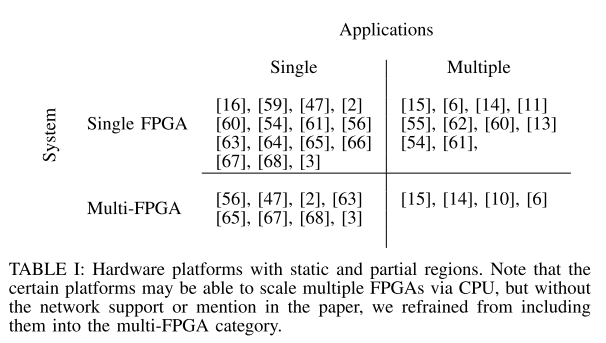 Applications
Single Multiple
System
Single FPGA
[16], [59], [47], [2]
[60], [54], [61], [56]
[63], [64], [65], [66]
[67], [68], [3]
[15], [6], [14], [11]
[55], [62], [60], [13]
[54], [61],
Multi-FPGA
[56], [47], [2], [63]
[65], [67], [68], [3]
[15], [14], [10], [6]
TABLE I: Hardware platforms with static and partial regions. Note that the
certain platforms may be able to scale multiple FPGAs via CPU, but without
the network support or mention in the paper, we refrained from including
them into the multi-FPGA category.